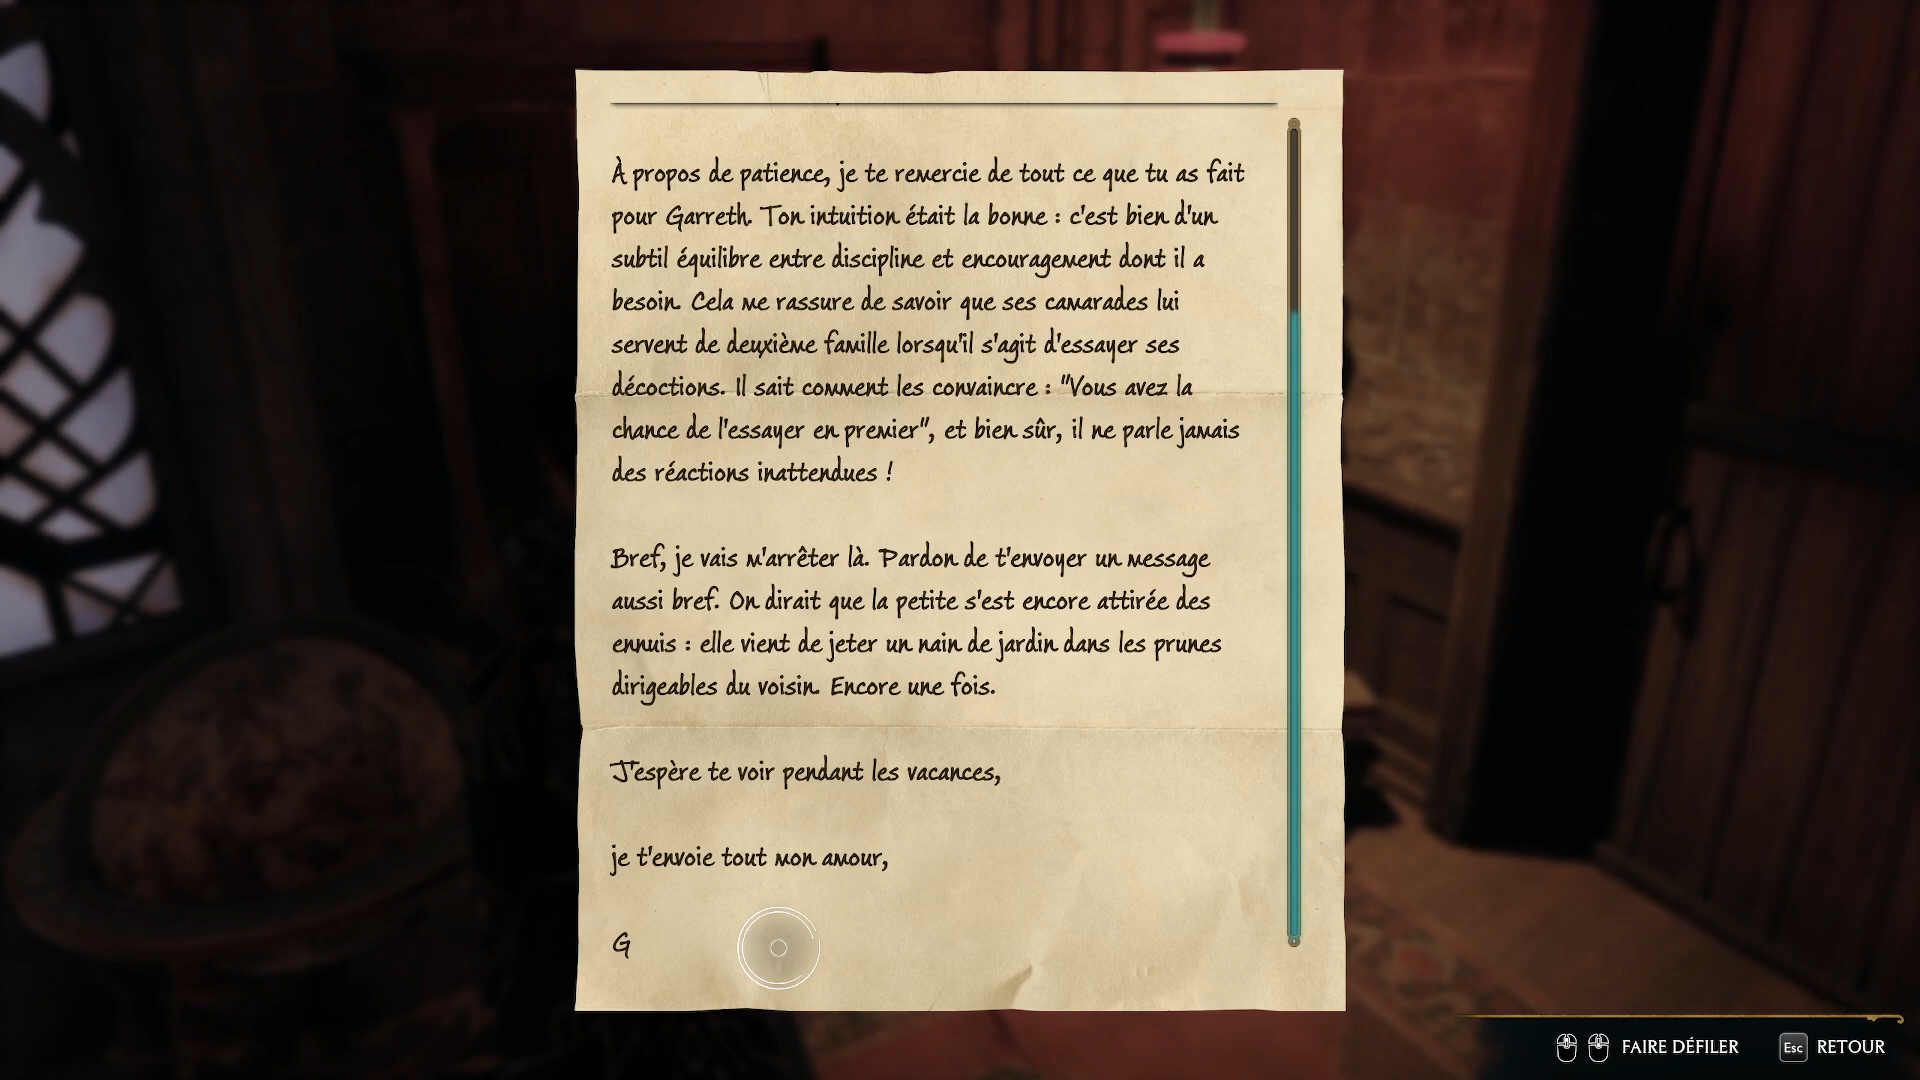 À propos de patience, je te remercie de tout ce que tu as fait
pour Garreth. Ton intuition était la bonne : c'est bien d'un
subtil équilibre entre discipline et encouragement dont il a
besoin. Cela me rassure de savoir que ses camarades lui
servent de deuxième famille lorsqu'il s'agit d'essayer ses
décoctions. Il sait comment les convaincre : "Vous avez la
chance de l'essayer en premier", et bien sûr, il ne parle jamais
des réactions inattendues !
Bref, je vais m'arrêter là. Pardon de t'envoyer un message
aussi bref. On dirait que la petite s'est encore attirée des
ennuis : elle vient de jeter un nain de jardin dans les prunes
dirigeables du voisin. Encore une fois.
J'espère te voir pendant les vacances,
je t'envoie tout mon amour,
G
FAIRE DÉFILER Esc RETOUR